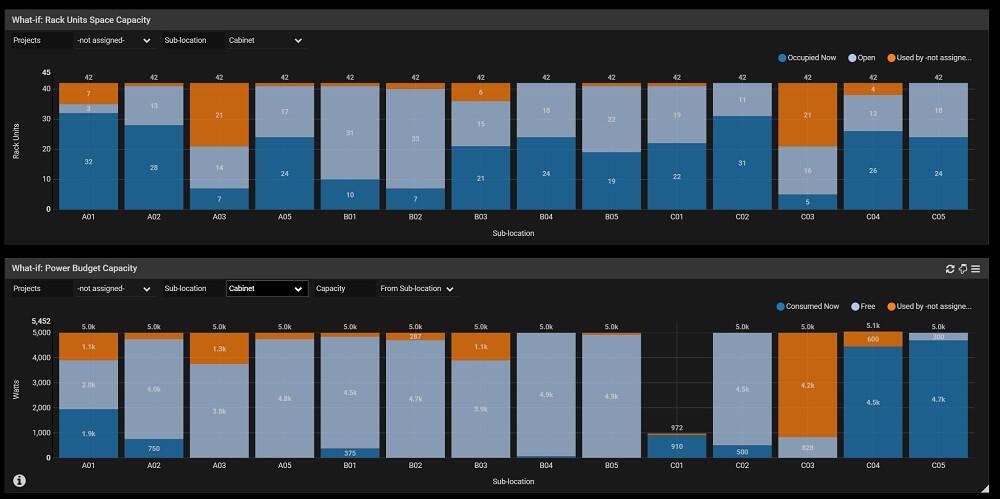 What-if: Rack Units Space Capacity
Projects -not assigned- Sub-location Cabinet
Occupied Now Open Used by -not assigne...
45 42 42 42 42 42 42 42 42 42 42 42 42 42 42
40 7 13 21 17 31 33 6 18 22 19 11 21 4 18
3 14 15 16 12
30
20
10
0
32 28 7 24 10 7 21 24 19 22 31 5 26 24
Rack Units
A01 A02 A03 A05 B01 B02 B03 B04 B05 C01 C02 C03 C04 C05
Sub-location
What-if: Power Budget Capacity
Projects -not assigned- Sub-location Cabinet Capacity From Sub-location
Consumed Now Free Used by -not assigne...
5,452 5.0k 5.0k 5.0k 5.0k 5.0k 5.0k 5.0k 5.0k 5.0k 972 5.0k 5.0k 5.1k 5.0k
5,000 1.1k 1.3k 287 1.1k 4.2k 600 300
4,000
3,000
2,000
1,000
0
2.0k 4.0k 3.8k 4.8k 4.5k 4.7k 3.9k 4.9k 4.9k 4.5k 828
1.9k 750 375 910 500 4.5k 4.7k
Watts
A01 A02 A03 A05 B01 B02 B03 B04 B05 C01 C02 C03 C04 C05
Sub-location